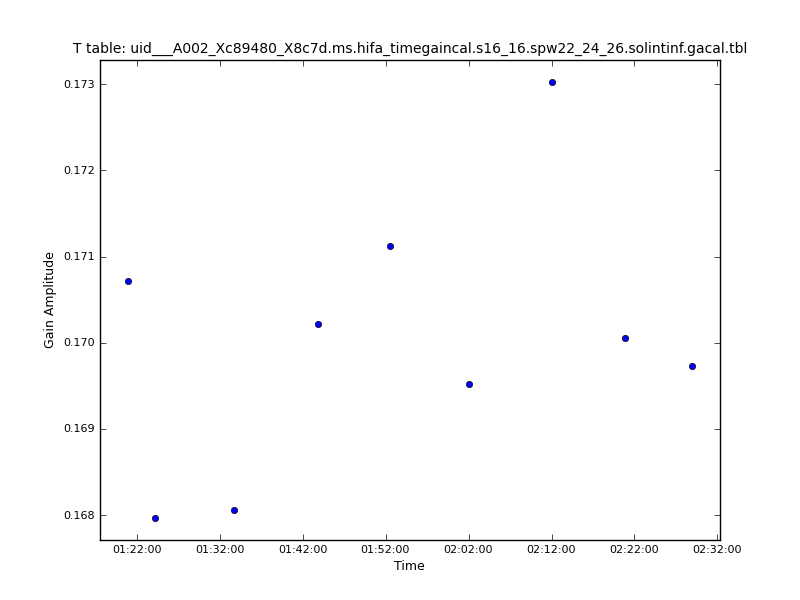 T table: uid___A002_Xc89480_X8c7d.ms.hifa_timegaincal.s16_16.spw22_24_26.solintinf.gacal.tbl
0.173
0.172
0.171
0.170
0.169
0.168
Gain Amplitude
01:22:00 01:32:00 01:42:00 01:52:00 02:02:00 02:12:00 02:22:00 02:32:00
Time